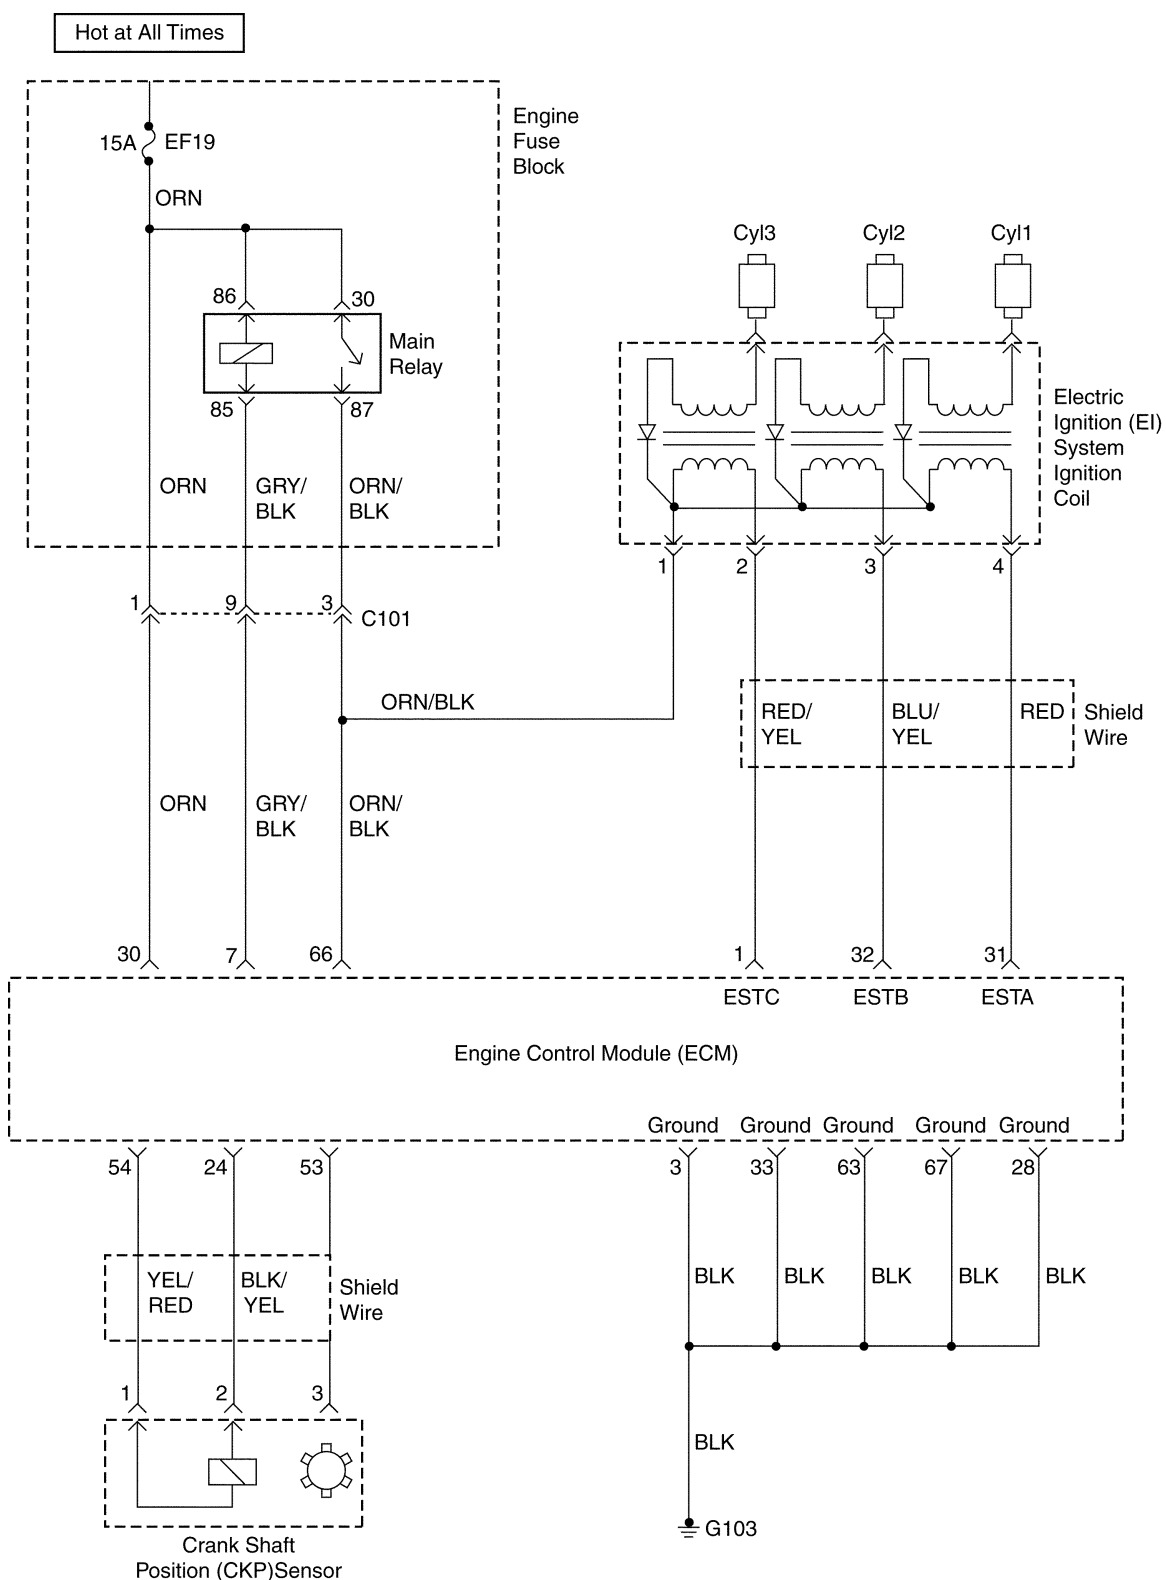 Hot at All Times
Engine
Fuse
Block
15A EF19
ORN
Cyl3 Cyl2 Cyl1
86 30
Main
Relay
85 87
Electric
Ignition (EI)
System
Ignition
Coil
ORN GRY/
BLK ORN/
BLK
1 2 3 4
1 9 3 C101
ORN/BLK
RED/
YEL BLU/
YEL RED Shield
Wire
ORN GRY/
BLK ORN/
BLK
30 7 66 1 32 31
ESTC ESTB ESTA
Engine Control Module (ECM)
Ground Ground Ground Ground Ground
54 24 53 3 33 63 67 28
YEL/
RED BLK/
YEL Shield
Wire
BLK BLK BLK BLK BLK
1 2 3
BLK
G103
Crank Shaft
Position (CKP)Sensor